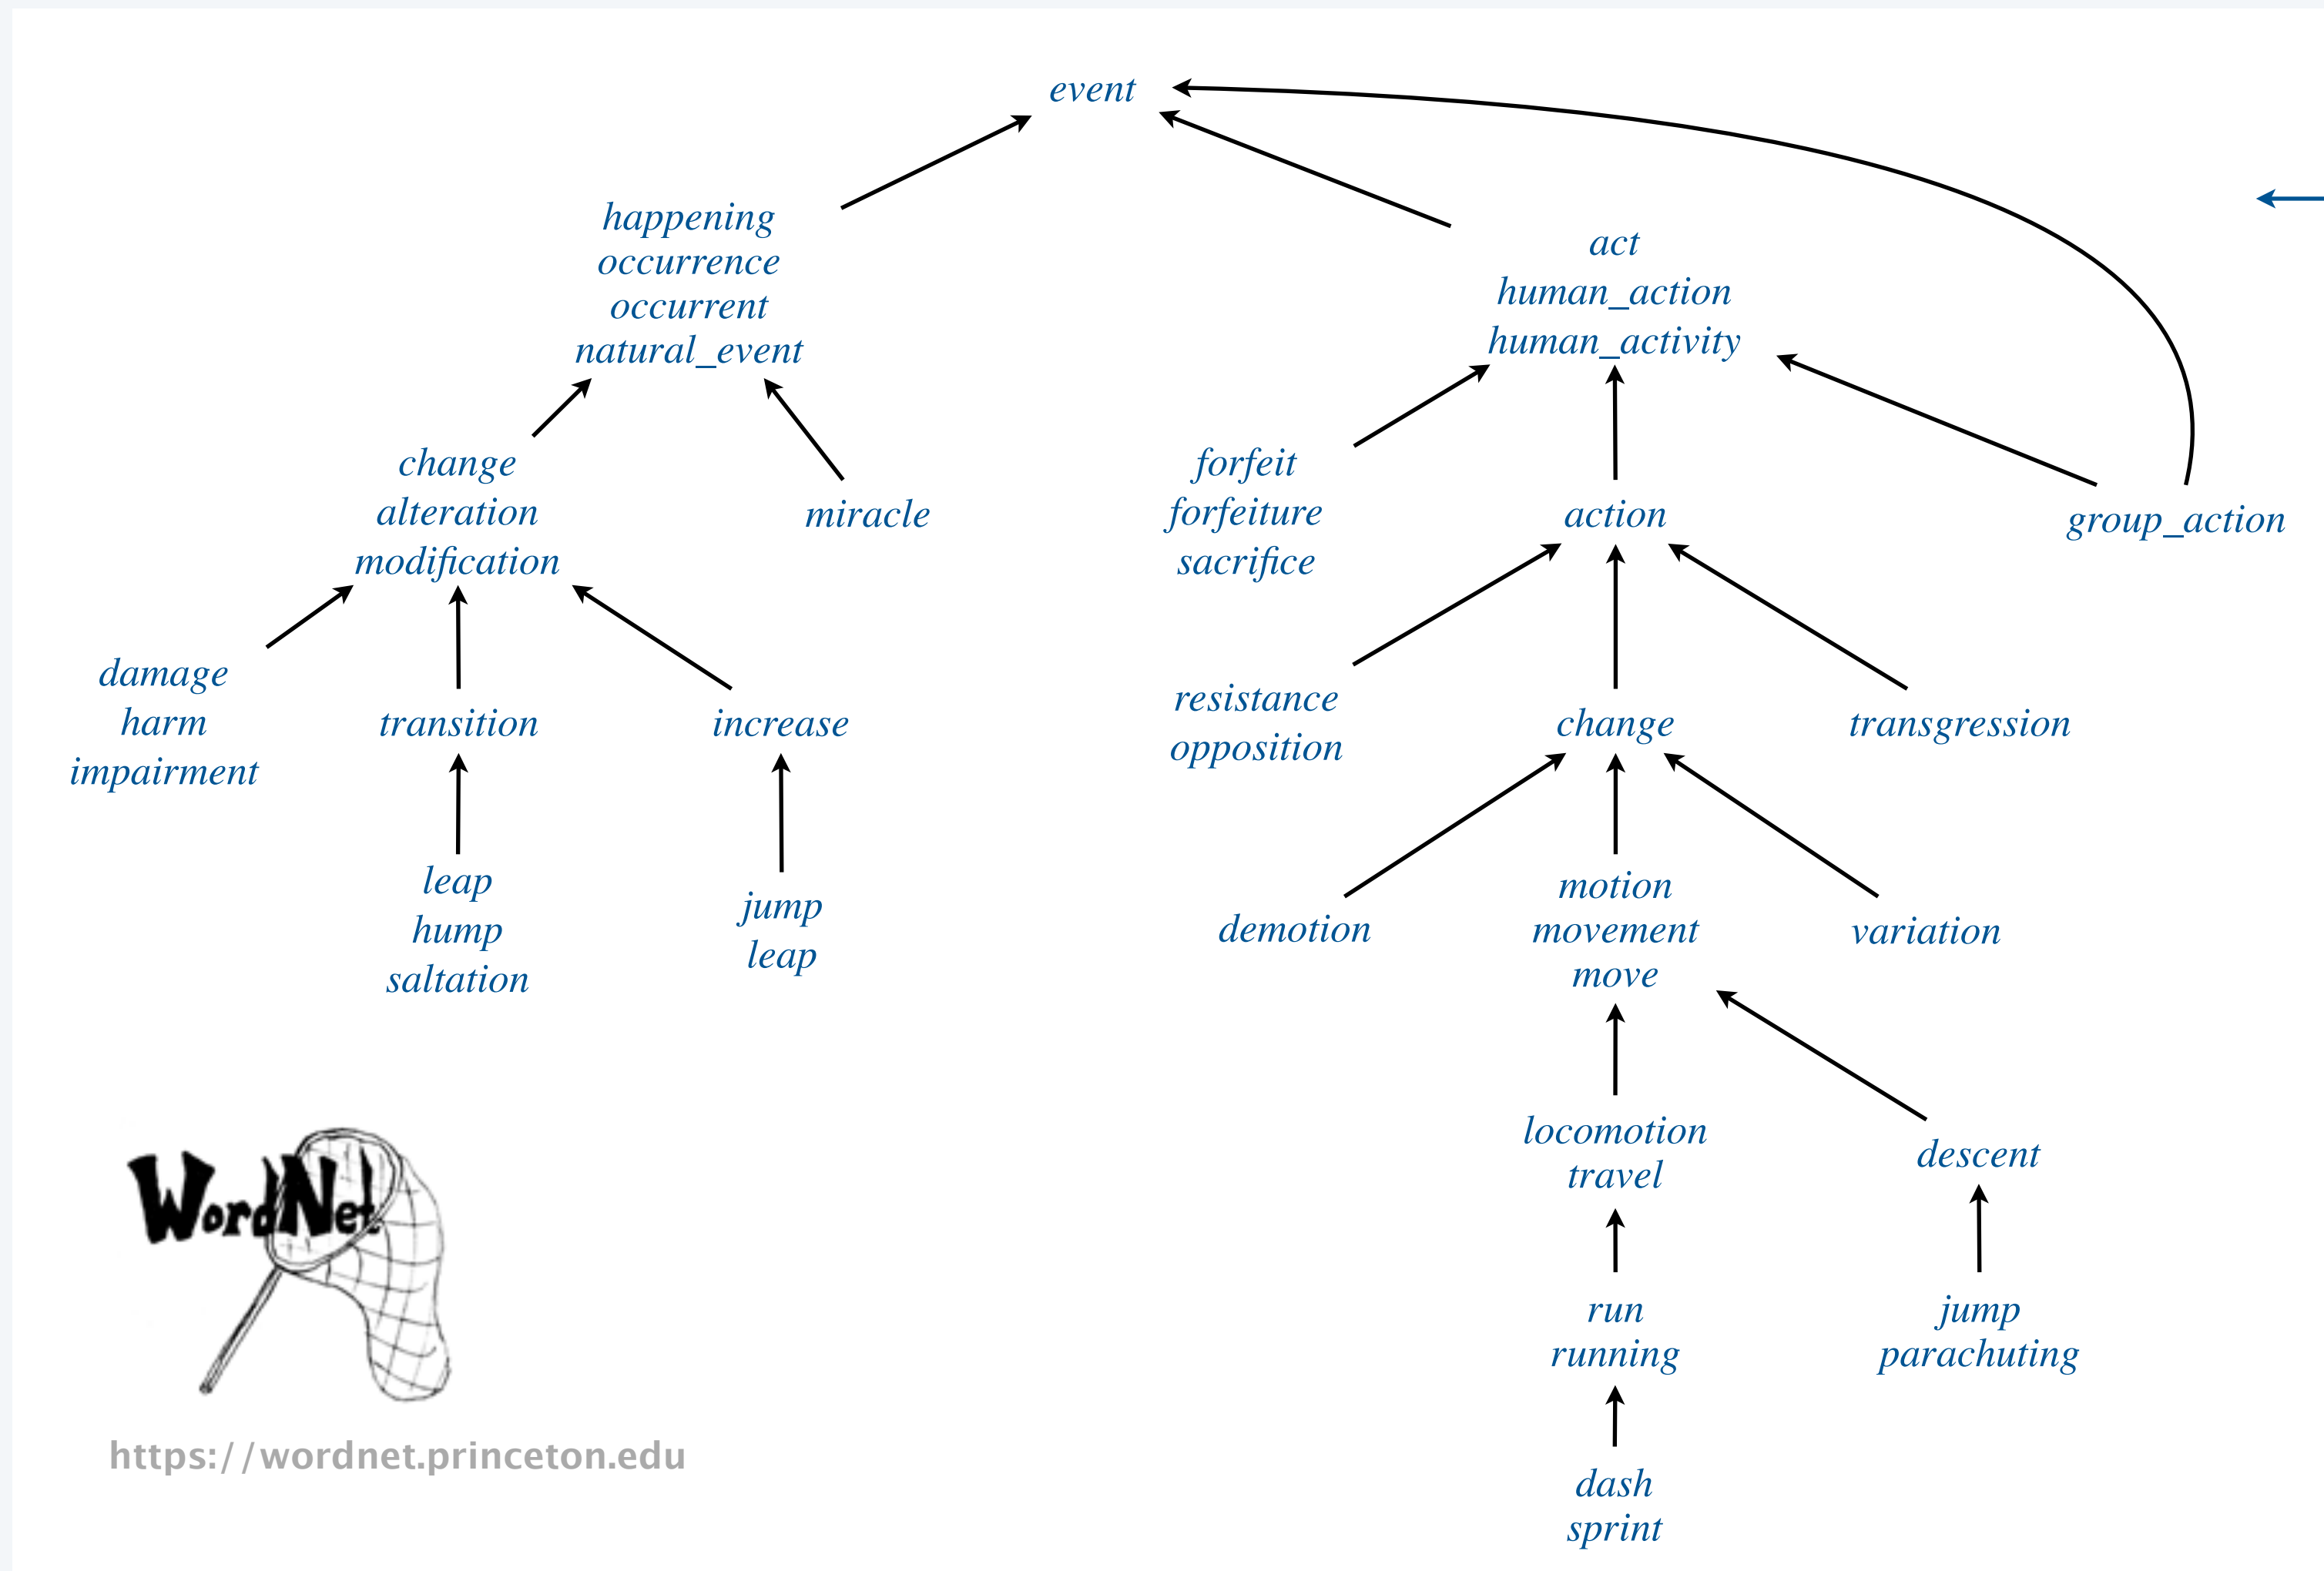 event
happening
occurrence
occurrent
natural_event
act
human_action
human_activity
change
alteration
modification
miracle
forfeit
forfeiture
sacrifice
action
group_action
damage
harm
impairment
transition
increase
resistance
opposition
change
transgression
leap
hump
saltation
jump
leap
demotion
motion
movement
move
variation
locomotion
travel
descent
run
running
jump
parachuting
dash
sprint
WordNet
https://wordnet.princeton.edu